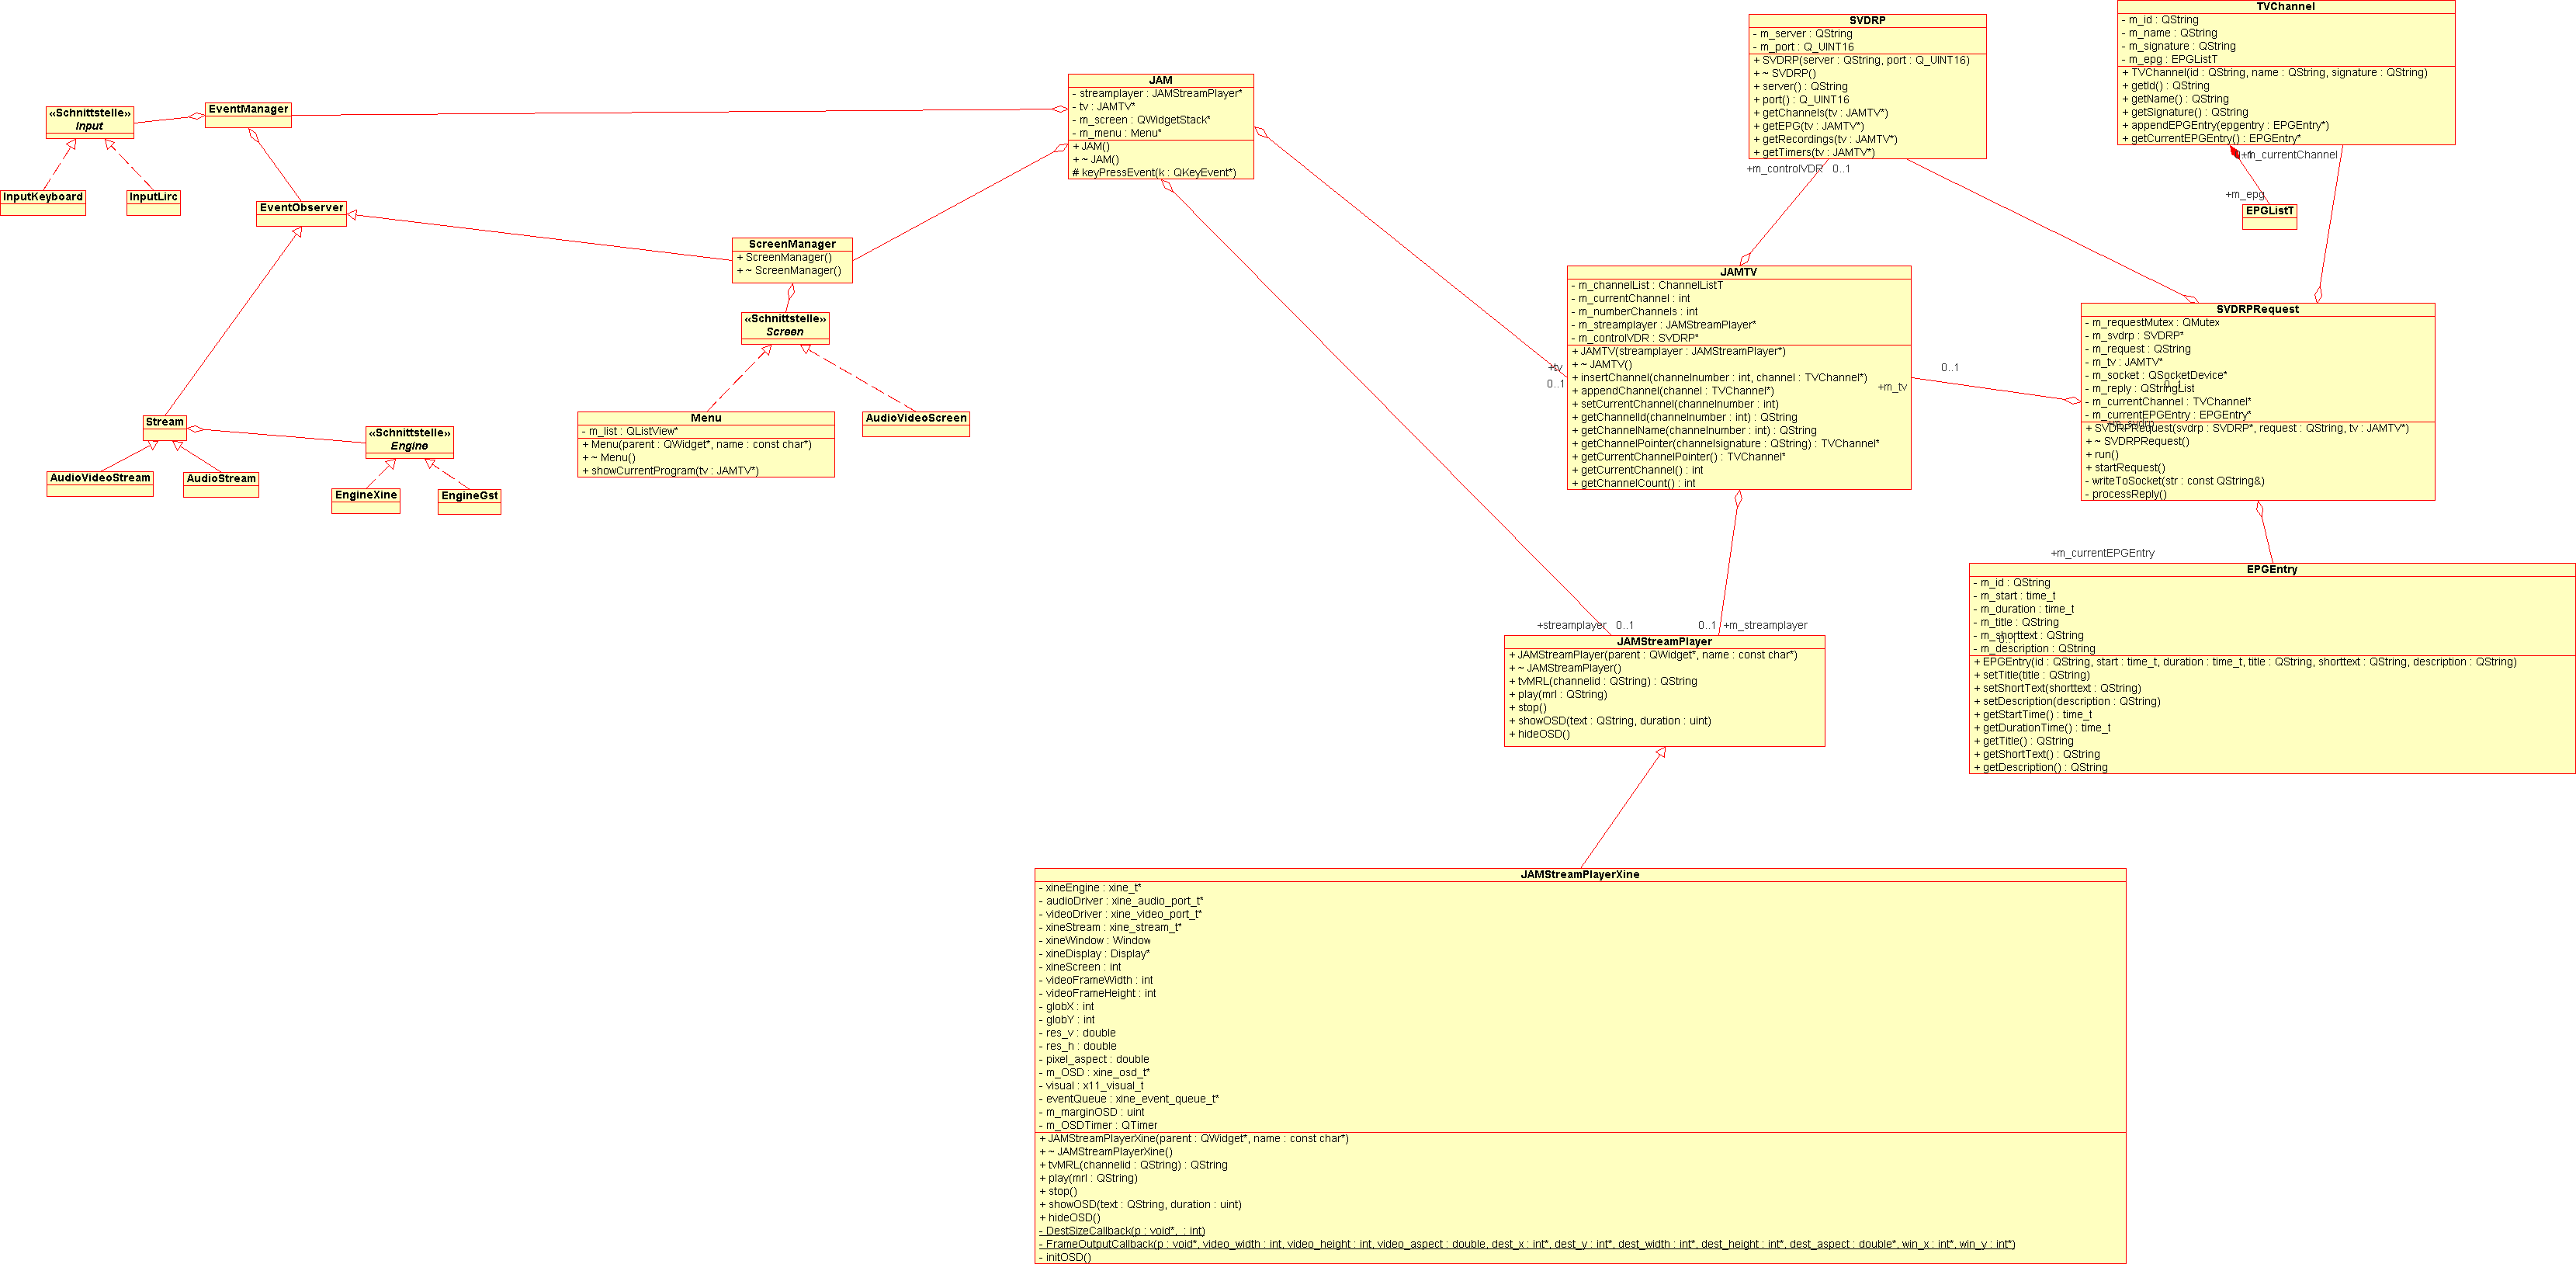 SVDRP
- m_server : QString
- m_port : Q_UINT16
+ SVDRP(server : QString, port : Q_UINT16)
+ ~ SVDRP()
+ server() : QString
+ port() : Q_UINT16
+ getChannels(tv : JAMTV*)
+ getEPG(tv : JAMTV*)
+ getRecordings(tv : JAMTV*)
+ getTimers(tv : JAMTV*)
+m_controlVDR
0..1
TVChannel
- m_id : QString
- m_name : QString
- m_signature : QString
- m_epg : EPGListT
+ TVChannel(id : QString, name : QString, signature : QString)
+ getId() : QString
+ getName() : QString
+ getSignature() : QString
+ appendEPGEntry(epgentry : EPGEntry*)
+ getCurrentEPGEntry() : EPGEntry*
+m_currentChannel
+m_epg
EPGListT
JAM
- streamplayer : JAMStreamPlayer*
- tv : JAMTV*
- m_screen : QWidgetStack*
- m_menu : Menu*
+ JAM()
+ ~ JAM()
# keyPressEvent(k : QKeyEvent*)
«Schnittstelle»
Input
EventManager
InputKeyboard
InputLirc
EventObserver
ScreenManager
+ ScreenManager()
+ ~ ScreenManager()
«Schnittstelle»
Screen
Menu
- m_list : QListView*
+ Menu(parent : QWidget*, name : const char*)
+ ~ Menu()
+ showCurrentProgram(tv : JAMTV*)
AudioVideoScreen
Stream
«Schnittstelle»
Engine
AudioVideoStream
AudioStream
EngineXine
EngineGst
JAMTV
- m_channelList : ChannelListT
- m_currentChannel : int
- m_numberChannels : int
- m_streamplayer : JAMStreamPlayer*
- m_controlVDR : SVDRP*
+ JAMTV(streamplayer : JAMStreamPlayer*)
+ ~ JAMTV()
+ insertChannel(channelnumber : int, channel : TVChannel*)
+ appendChannel(channel : TVChannel*)
+ setCurrentChannel(channelnumber : int)
+ getChannelId(channelnumber : int) : QString
+ getChannelName(channelnumber : int) : QString
+ getChannelPointer(channelsignature : QString) : TVChannel*
+ getCurrentChannelPointer() : TVChannel*
+ getCurrentChannel() : int
+ getChannelCount() : int
+tv
0..1
+m_tv
0..1
SVDRPRequest
- m_requestMutex : QMutex
- m_svdrp : SVDRP*
- m_request : QString
- m_tv : JAMTV*
- m_socket : QSocketDevice*
- m_reply : QStringList
0..1
- m_currentChannel : TVChannel*
- m_currentEPGEntry : EPGEntry*
+m_svdrp
+ SVDRPRequest(svdrp : SVDRP*, request : QString, tv : JAMTV*)
+ ~ SVDRPRequest()
+ run()
+ startRequest()
- writeToSocket(str : const QString&)
- processReply()
+m_currentEPGEntry
EPGEntry
- m_id : QString
- m_start : time_t
- m_duration : time_t
- m_title : QString
- m_shorttext : QString
0..1
- m_description : QString
+ EPGEntry(id : QString, start : time_t, duration : time_t, title : QString, shorttext : QString, description : QString)
+ setTitle(title : QString)
+ setShortText(shorttext : QString)
+ setDescription(description : QString)
+ getStartTime() : time_t
+ getDurationTime() : time_t
+ getTitle() : QString
+ getShortText() : QString
+ getDescription() : QString
+streamplayer
0..1
0..1
+m_streamplayer
JAMStreamPlayer
+ JAMStreamPlayer(parent : QWidget*, name : const char*)
+ ~ JAMStreamPlayer()
+ tvMRL(channelid : QString) : QString
+ play(mrl : QString)
+ stop()
+ showOSD(text : QString, duration : uint)
+ hideOSD()
JAMStreamPlayerXine
- xineEngine : xine_t*
- audioDriver : xine_audio_port_t*
- videoDriver : xine_video_port_t*
- xineStream : xine_stream_t*
- xineWindow : Window
- xineDisplay : Display*
- xineScreen : int
- videoFrameWidth : int
- videoFrameHeight : int
- globX : int
- globY : int
- res_v : double
- res_h : double
- pixel_aspect : double
- m_OSD : xine_osd_t*
- visual : x11_visual_t
- eventQueue : xine_event_queue_t*
- m_marginOSD : uint
- m_OSDTimer : QTimer
+ JAMStreamPlayerXine(parent : QWidget*, name : const char*)
+ ~ JAMStreamPlayerXine()
+ tvMRL(channelid : QString) : QString
+ play(mrl : QString)
+ stop()
+ showOSD(text : QString, duration : uint)
+ hideOSD()
- DestSizeCallback(p : void*, : int)
- FrameOutputCallback(p : void*, video_width : int, video_height : int, video_aspect : double, dest_x : int*, dest_y : int*, dest_width : int*, dest_height : int*, dest_aspect : double*, win_x : int*, win_y : int*)
- initOSD()